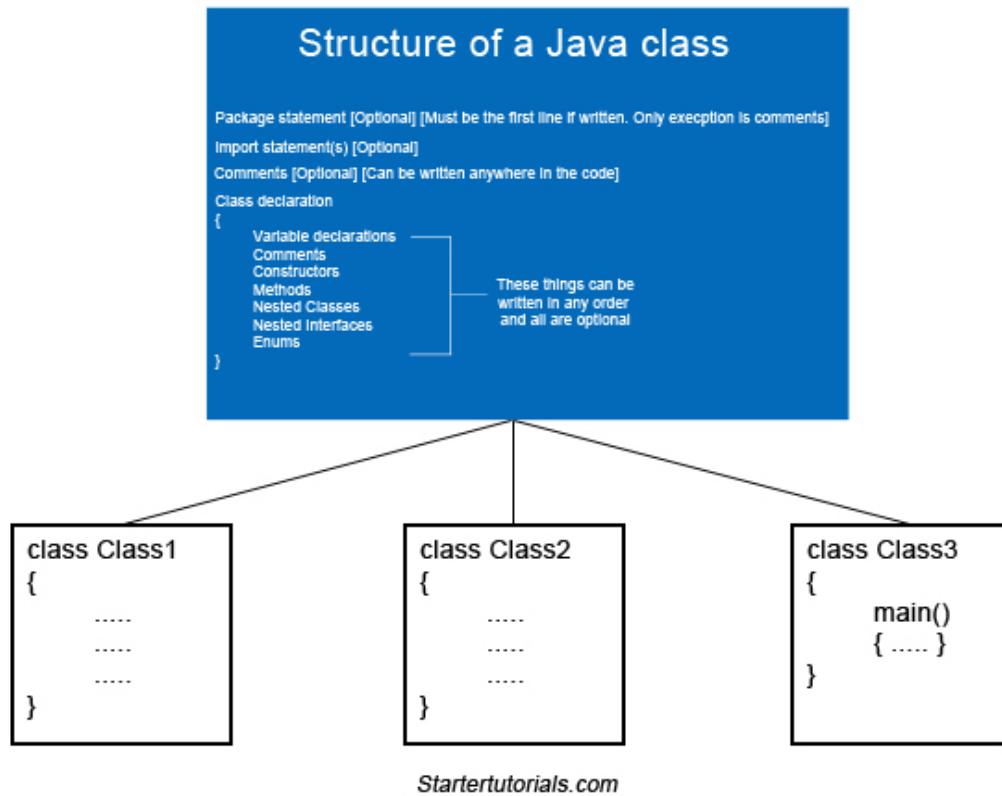 Structure of a Java class
Package statement [Optional] [Must be the first line if written. Only execption is comments]
Import statement(s) [Optional]
Comments [Optional] [Can be written anywhere in the code]
Class declaration
{
Variable declarations
Comments
Constructors
Methods
Nested Classes
Nested Interfaces
Enums
}
These things can be
written in any order
and all are optional
class Class1
{
.....
.....
.....
}
class Class2
{
.....
.....
.....
}
class Class3
{
main()
{ ..... }
}
Startertutorials.com